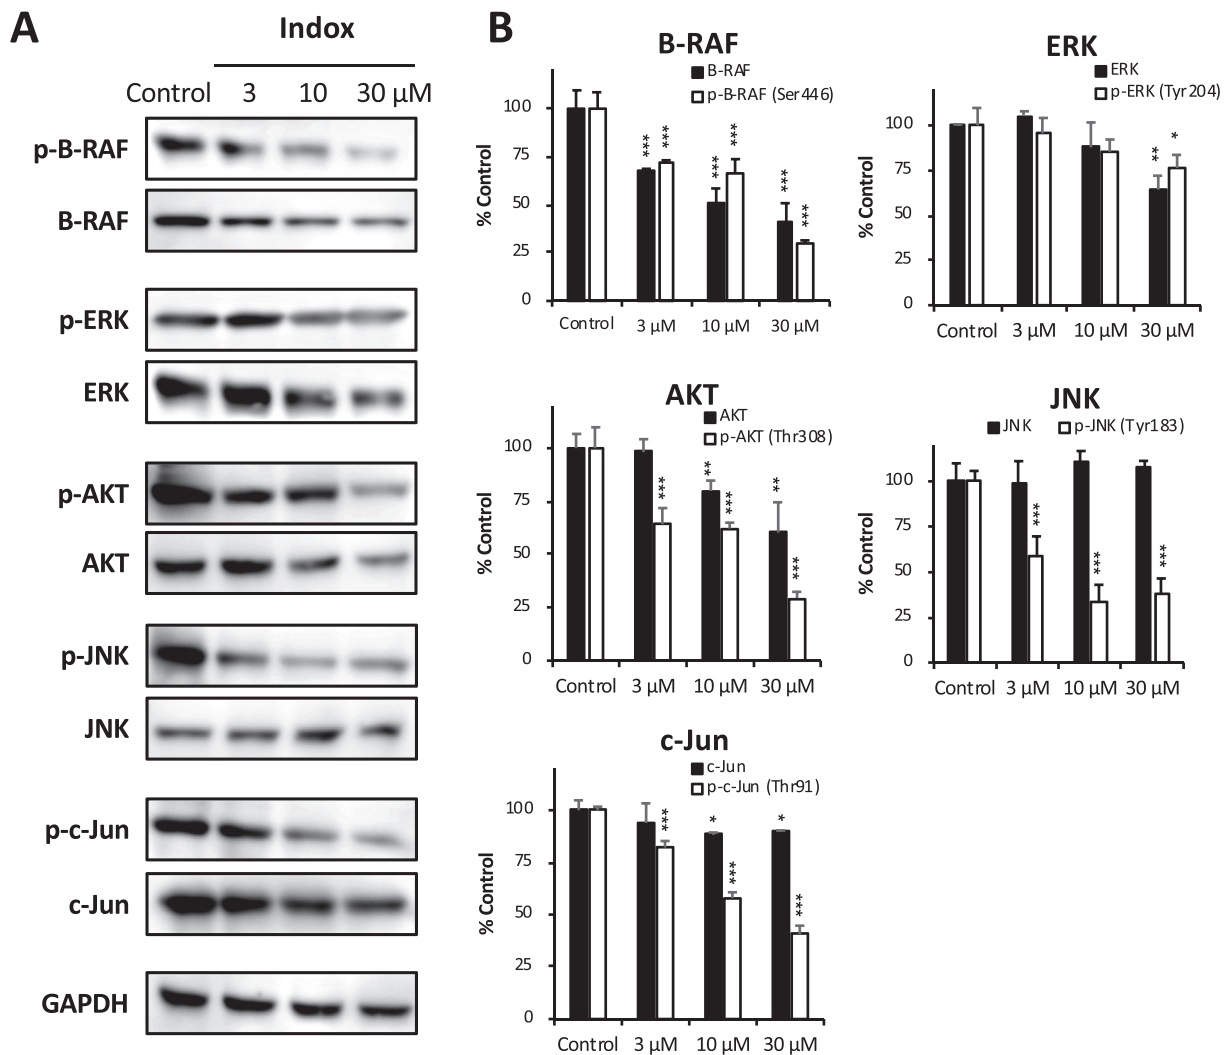 A
Indox
Control 3 10 30 μM
p-B-RAF
B-RAF
p-ERK
ERK
p-AKT
AKT
p-JNK
JNK
p-c-Jun
c-Jun
GAPDH
B
B-RAF
B-RAF
p-B-RAF (Ser446)
% Control
100
75
50
25
0
*** *** *** *** *** ***
Control 3 μM 10 μM 30 μM
ERK
ERK
p-ERK (Tyr204)
% Control
100
75
50
25
0
** *
Control 3 μM 10 μM 30 μM
AKT
AKT
p-AKT (Thr308)
% Control
100
75
50
25
0
*** ** *** ** ***
Control 3 μM 10 μM 30 μM
JNK
JNK p-JNK (Tyr183)
% Control
100
75
50
25
0
*** *** ***
Control 3 μM 10 μM 30 μM
c-Jun
c-Jun
p-c-Jun (Thr91)
% Control
100
75
50
25
0
*** * *** * ***
Control 3 μM 10 μM 30 μM